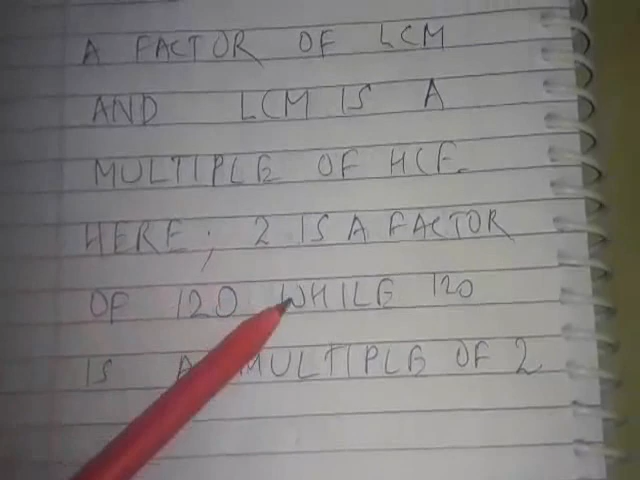 A FACTOR OF LCM
AND LCM IS A
MULTIPLE OF HCF.
HERE; 2 IS A FACTOR
OF 120 WHILE 120
IS A MULTIPLE OF 2